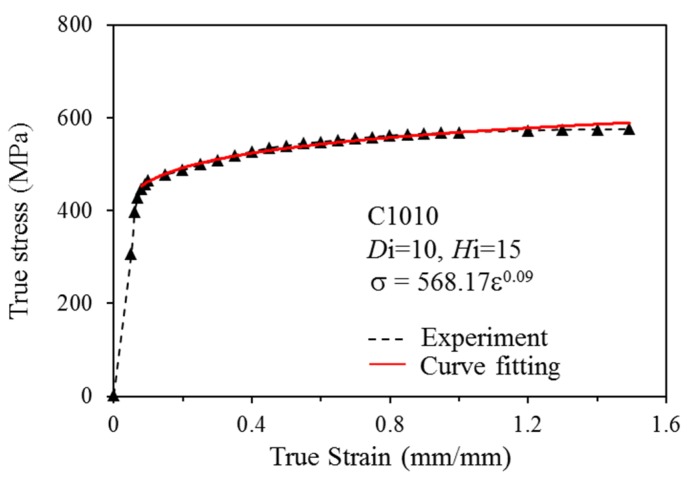 800
600
400
200
0
True stress (MPa)
C1010
Di=10, Hi=15
σ = 568.17ε^0.09
Experiment
Curve fitting
0 0.4 0.8 1.2 1.6
True Strain (mm/mm)